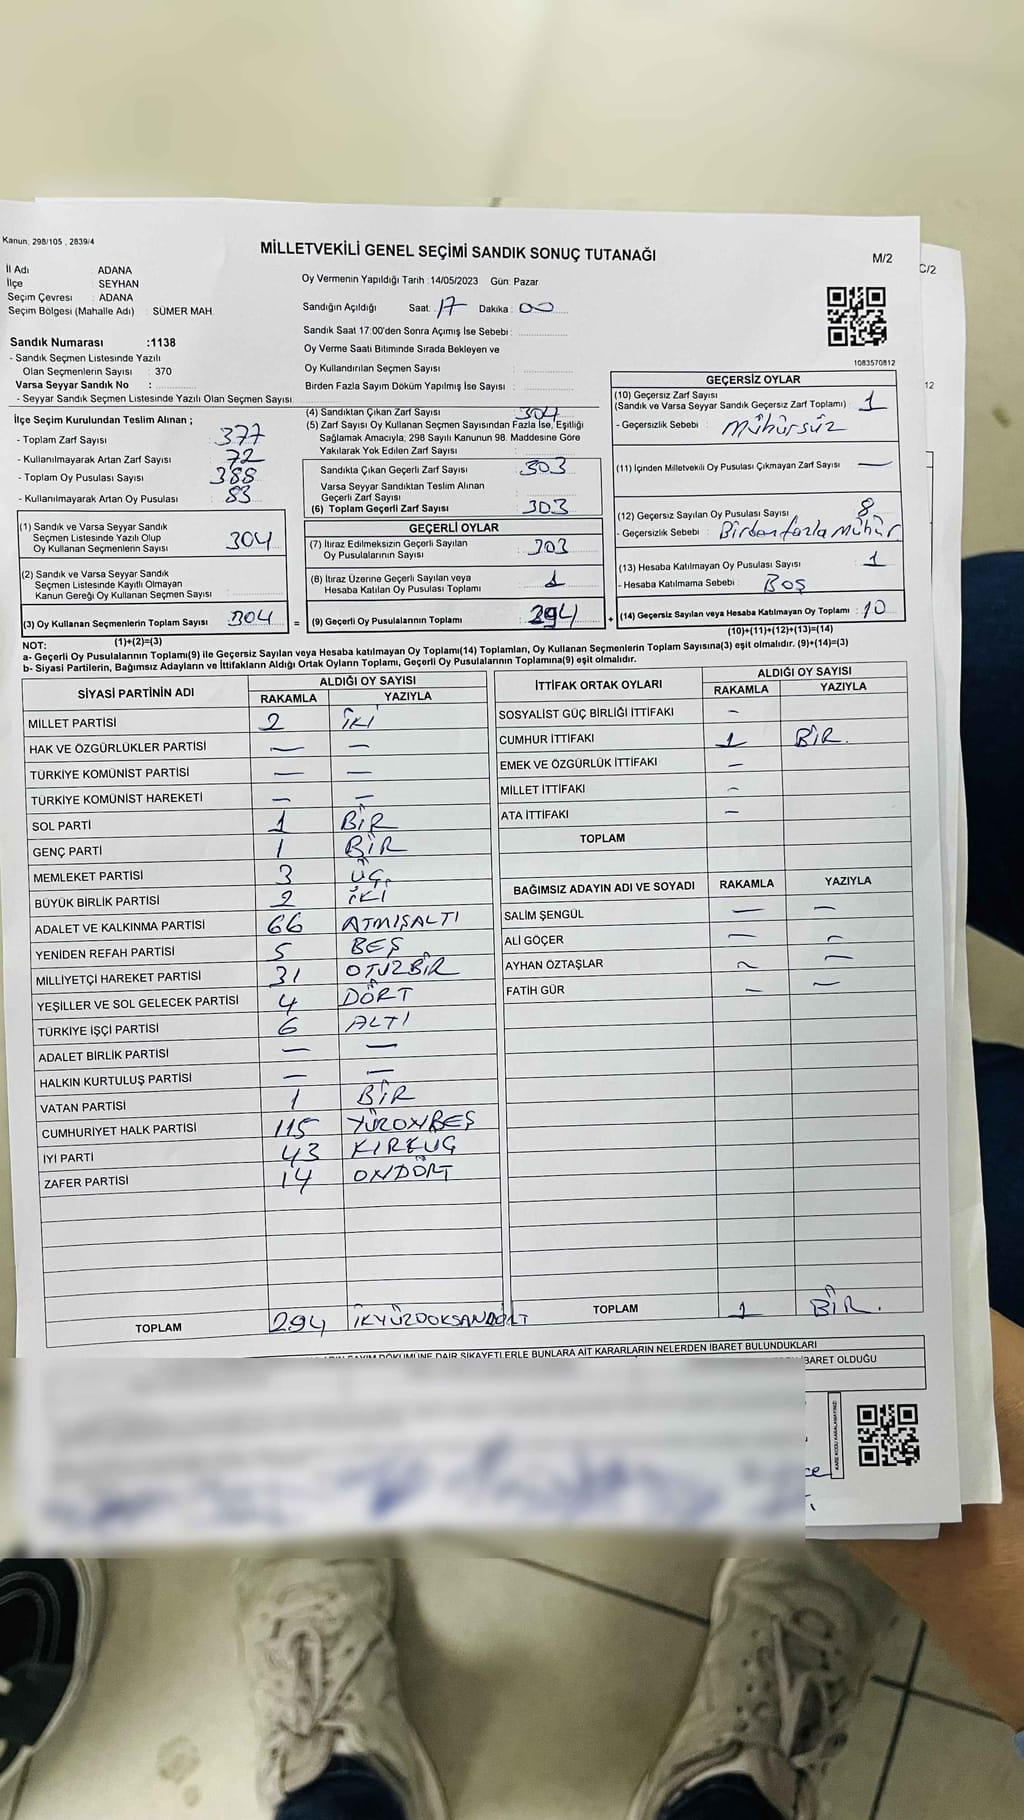 Kanun; 298/105 , 2839/4
MİLLETVEKİLİ GENEL SEÇİMİ SANDIK SONUÇ TUTANAĞI
M/2
C/2
İl Adı : ADANA
İlçe SEYHAN
Seçim Çevresi : ADANA
Seçim Bölgesi (Mahalle Adı) : SÜMER MAH.
Sandık Numarası :1138
- Sandık Seçmen Listesinde Yazılı
Olan Seçmenlerin Sayısı : 370
Varsa Seyyar Sandık No :
- Seyyar Sandık Seçmen Listesinde Yazılı Olan Seçmen Sayısı
Oy Vermenin Yapıldığı Tarih : 14/05/2023 Gün: Pazar
Sandığın Açıldığı Saat: 17 Dakika : 00
Sandık Saat 17:00'den Sonra Açımış İse Sebebi :
Oy Verme Saati Bitiminde Sırada Bekleyen ve
Oy Kullandırılan Seçmen Sayısı :
Birden Fazla Sayım Döküm Yapılmış İse Sayısı :
1083570812
12
İlçe Seçim Kurulundan Teslim Alınan ;
- Toplam Zarf Sayısı : 377
- Kullanılmayarak Artan Zarf Sayısı : 72
- Toplam Oy Pusulası Sayısı : 388
- Kullanılmayarak Artan Oy Pusulası : 83
(1) Sandık ve Varsa Seyyar Sandık
Seçmen Listesinde Yazılı Olup
Oy Kullanan Seçmenlerin Sayısı : 304
(2) Sandık ve Varsa Seyyar Sandık
Seçmen Listesinde Kayıtlı Olmayan
Kanun Gereği Oy Kullanan Seçmen Sayısı :
(3) Oy Kullanan Seçmenlerin Toplam Sayısı : 304 =
(1)+(2)=(3)
(4) Sandıktan Çıkan Zarf Sayısı 304
(5) Zarf Sayısı Oy Kullanan Seçmen Sayısından Fazla İse, Eşitliği
Sağlamak Amacıyla, 298 Sayılı Kanunun 98. Maddesine Göre
Yakılarak Yok Edilen Zarf Sayısı :
Sandıkta Çıkan Geçerli Zarf Sayısı : 303
Varsa Seyyar Sandıktan Teslim Alınan
Geçerli Zarf Sayısı
(6) Toplam Geçerli Zarf Sayısı : 303
GEÇERLİ OYLAR
(7) İtiraz Edilmeksizin Geçerli Sayılan
Oy Pusulalarının Sayısı : 303
(8) İtiraz Üzerine Geçerli Sayılan veya
Hesaba Katılan Oy Pusulası Toplamı : 1
(9) Geçerli Oy Pusulalarının Toplamı : 294 +
GEÇERSİZ OYLAR
(10) Geçersiz Zarf Sayısı
(Sandık ve Varsa Seyyar Sandık Geçersiz Zarf Toplamı) : 1
- Geçersizlik Sebebi : Mühürsüz
(11) İçinden Milletvekili Oy Pusulası Çıkmayan Zarf Sayısı : —
(12) Geçersiz Sayılan Oy Pusulası Sayısı : 8
- Geçersizlik Sebebi : Birden fazla Mühür
(13) Hesaba Katılmayan Oy Pusulası Sayısı : 1
- Hesaba Katılmama Sebebi : BOŞ
(14) Geçersiz Sayılan veya Hesaba Katılmayan Oy Toplamı : 10
(10)+(11)+(12)+(13)=(14)
NOT:
a- Geçerli Oy Pusulalarının Toplamı(9) ile Geçersiz Sayılan veya Hesaba katılmayan Oy Toplamı(14) Toplamları, Oy Kullanan Seçmenlerin Toplam Sayısına(3) eşit olmalıdır. (9)+(14)=(3)
b- Siyasi Partilerin, Bağımsız Adayların ve İttifakların Aldığı Ortak Oyların Toplamı, Geçerli Oy Pusulalarının Toplamına(9) eşit olmalıdır.
SİYASİ PARTİNİN ADI ALDIĞI OY SAYISI
RAKAMLA YAZIYLA
MİLLET PARTİSİ 2 İKİ
HAK VE ÖZGÜRLÜKLER PARTİSİ — —
TÜRKİYE KOMÜNİST PARTİSİ — —
TÜRKİYE KOMÜNİST HAREKETİ — —
SOL PARTİ 1 BİR
GENÇ PARTİ 1 BİR
MEMLEKET PARTİSİ 3 ÜÇ
BÜYÜK BİRLİK PARTİSİ 2 İKİ
ADALET VE KALKINMA PARTİSİ 66 ATMIŞALTI
YENİDEN REFAH PARTİSİ 5 BEŞ
MİLLİYETÇİ HAREKET PARTİSİ 31 OTUZBİR
YEŞİLLER VE SOL GELECEK PARTİSİ 4 DÖRT
TÜRKİYE İŞÇİ PARTİSİ 6 ALTI
ADALET BİRLİK PARTİSİ — —
HALKIN KURTULUŞ PARTİSİ — —
VATAN PARTİSİ 1 BİR
CUMHURİYET HALK PARTİSİ 115 YÜZONBEŞ
İYİ PARTİ 43 KIRKÜÇ
ZAFER PARTİSİ 14 ONDÖRT
TOPLAM 294
İTTİFAK ORTAK OYLARI ALDIĞI OY SAYISI
RAKAMLA YAZIYLA
SOSYALİST GÜÇ BİRLİĞİ İTTİFAKI —
CUMHUR İTTİFAKI 1 BİR.
EMEK VE ÖZGÜRLÜK İTTİFAKI —
MİLLET İTTİFAKI —
ATA İTTİFAKI —
TOPLAM
BAĞIMSIZ ADAYIN ADI VE SOYADI RAKAMLA YAZIYLA
SALİM ŞENGÜL — —
ALİ GÖÇER — —
AYHAN ÖZTAŞLAR — —
FATİH GÜR — —
TOPLAM 1 BİR.
DÖKÜMÜNE DAİR ŞİKAYETLERLE BUNLARA AİT KARARLARIN NELERDEN İBARET BULUNDUKLARI
İBARET OLDUĞU